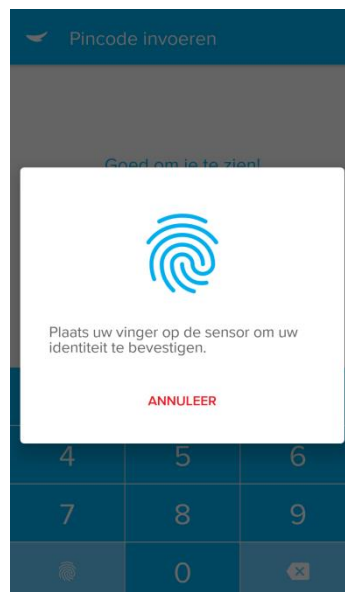 Pincode invoeren
Goed om je te zien!
Plaats uw vinger op de sensor om uw
identiteit te bevestigen.
ANNULEER
4 5 6
7 8 9
0